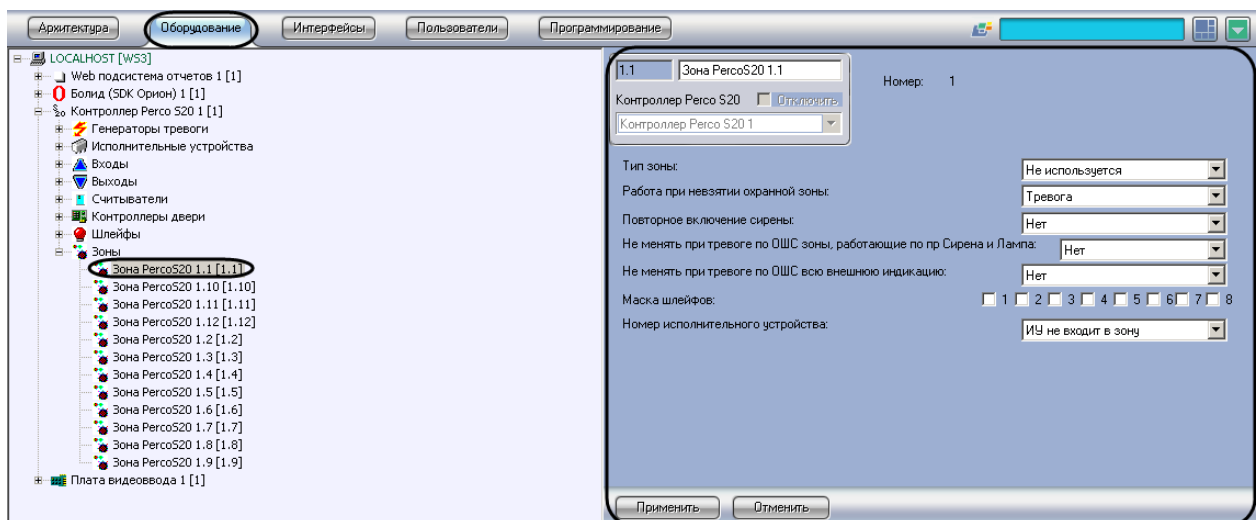 Архитектура Оборудование Интерфейсы Пользователи Программирование
LOCALHOST [WS3]
Web подсистема отчетов 1 [1]
Болид (SDK Орион) 1 [1]
Контроллер Perco S20 1 [1]
Генераторы тревоги
Исполнительные устройства
Входы
Выходы
Считыватели
Контроллеры двери
Шлейфы
Зоны
Зона PercoS20 1.1 [1.1]
Зона PercoS20 1.10 [1.10]
Зона PercoS20 1.11 [1.11]
Зона PercoS20 1.12 [1.12]
Зона PercoS20 1.2 [1.2]
Зона PercoS20 1.3 [1.3]
Зона PercoS20 1.4 [1.4]
Зона PercoS20 1.5 [1.5]
Зона PercoS20 1.6 [1.6]
Зона PercoS20 1.7 [1.7]
Зона PercoS20 1.8 [1.8]
Зона PercoS20 1.9 [1.9]
Плата видеоввода 1 [1]
1.1 Зона PercoS20 1.1
Номер: 1
Контроллер Perco S20 Отключить
Контроллер Perco S20 1
Тип зоны: Не используется
Работа при невзятии охранной зоны: Тревога
Повторное включение сирены: Нет
Не менять при тревоге по ОШС зоны, работающие по пр Сирена и Лампа: Нет
Не менять при тревоге по ОШС всю внешнюю индикацию: Нет
Маска шлейфов: 1 2 3 4 5 6 7 8
Номер исполнительного устройства: ИУ не входит в зону
Применить Отменить